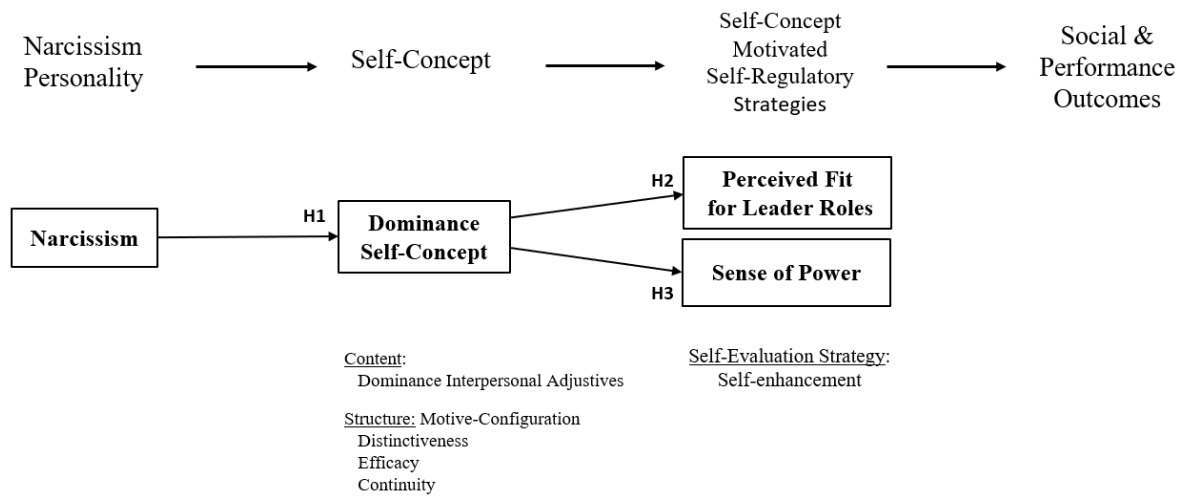 Narcissism
Personality
Self-Concept
Self-Concept
Motivated
Self-Regulatory
Strategies
Social &
Performance
Outcomes
H1
H2
H3
Narcissism
Dominance
Self-Concept
Perceived Fit
for Leader Roles
Sense of Power
Content:
Dominance Interpersonal Adjustives
Structure: Motive-Configuration
Distinctiveness
Efficacy
Continuity
Self-Evaluation Strategy:
Self-enhancement